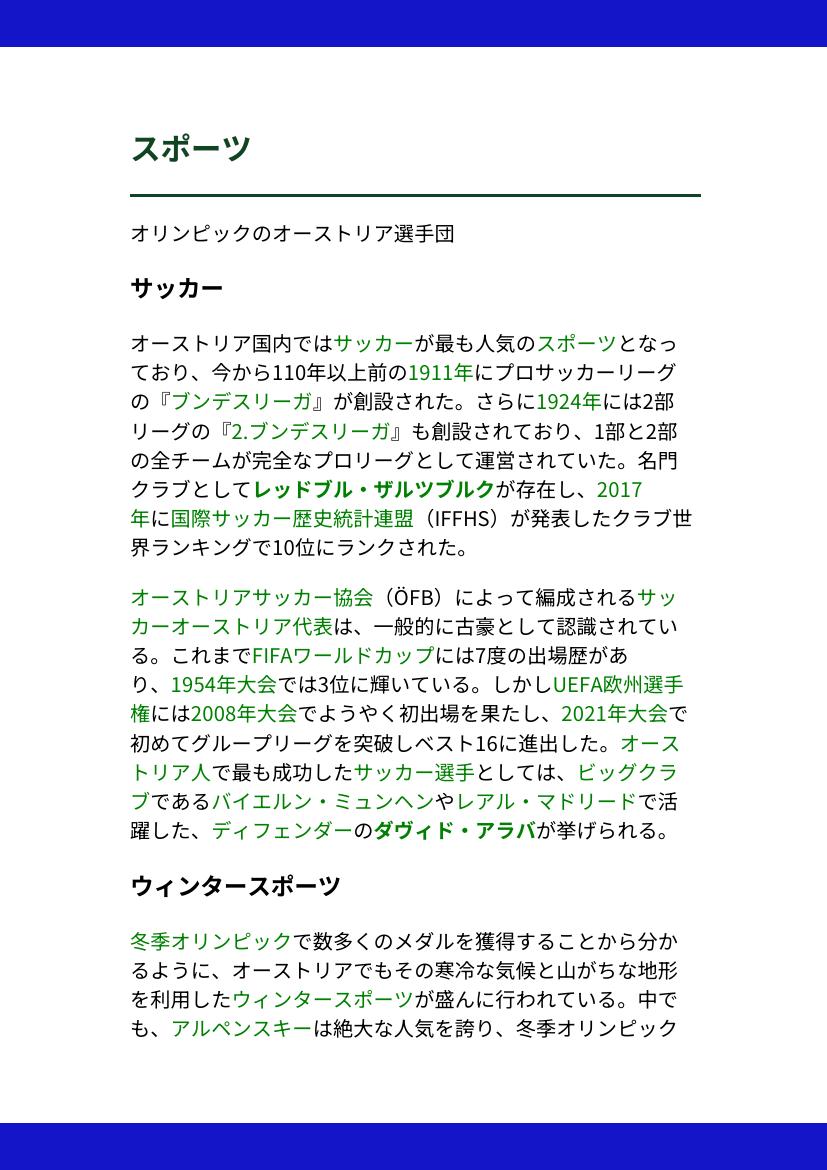 スポーツ
オリンピックのオーストリア選手団
サッカー
オーストリア国内ではサッカーが最も人気のスポーツとなっ
ており、今から110年以上前の1911年にプロサッカーリーグ
の『ブンデスリーガ』が創設された。さらに1924年には2部
リーグの『2.ブンデスリーガ』も創設されており、1部と2部
の全チームが完全なプロリーグとして運営されていた。名門
クラブとしてレッドブル・ザルツブルクが存在し、2017
年に国際サッカー歴史統計連盟（IFFHS）が発表したクラブ世
界ランキングで10位にランクされた。
オーストリアサッカー協会（ÖFB）によって編成されるサッ
カーオーストリア代表は、一般的に古豪として認識されてい
る。これまでFIFAワールドカップには7度の出場歴があ
り、1954年大会では3位に輝いている。しかしUEFA欧州選手
権には2008年大会でようやく初出場を果たし、2021年大会で
初めてグループリーグを突破しベスト16に進出した。オース
トリア人で最も成功したサッカー選手としては、ビッグクラ
ブであるバイエルン・ミュンヘンやレアル・マドリードで活
躍した、ディフェンダーのダヴィド・アラバが挙げられる。
ウィンタースポーツ
冬季オリンピックで数多くのメダルを獲得することから分か
るように、オーストリアでもその寒冷な気候と山がちな地形
を利用したウィンタースポーツが盛んに行われている。中で
も、アルペンスキーは絶大な人気を誇り、冬季オリンピック